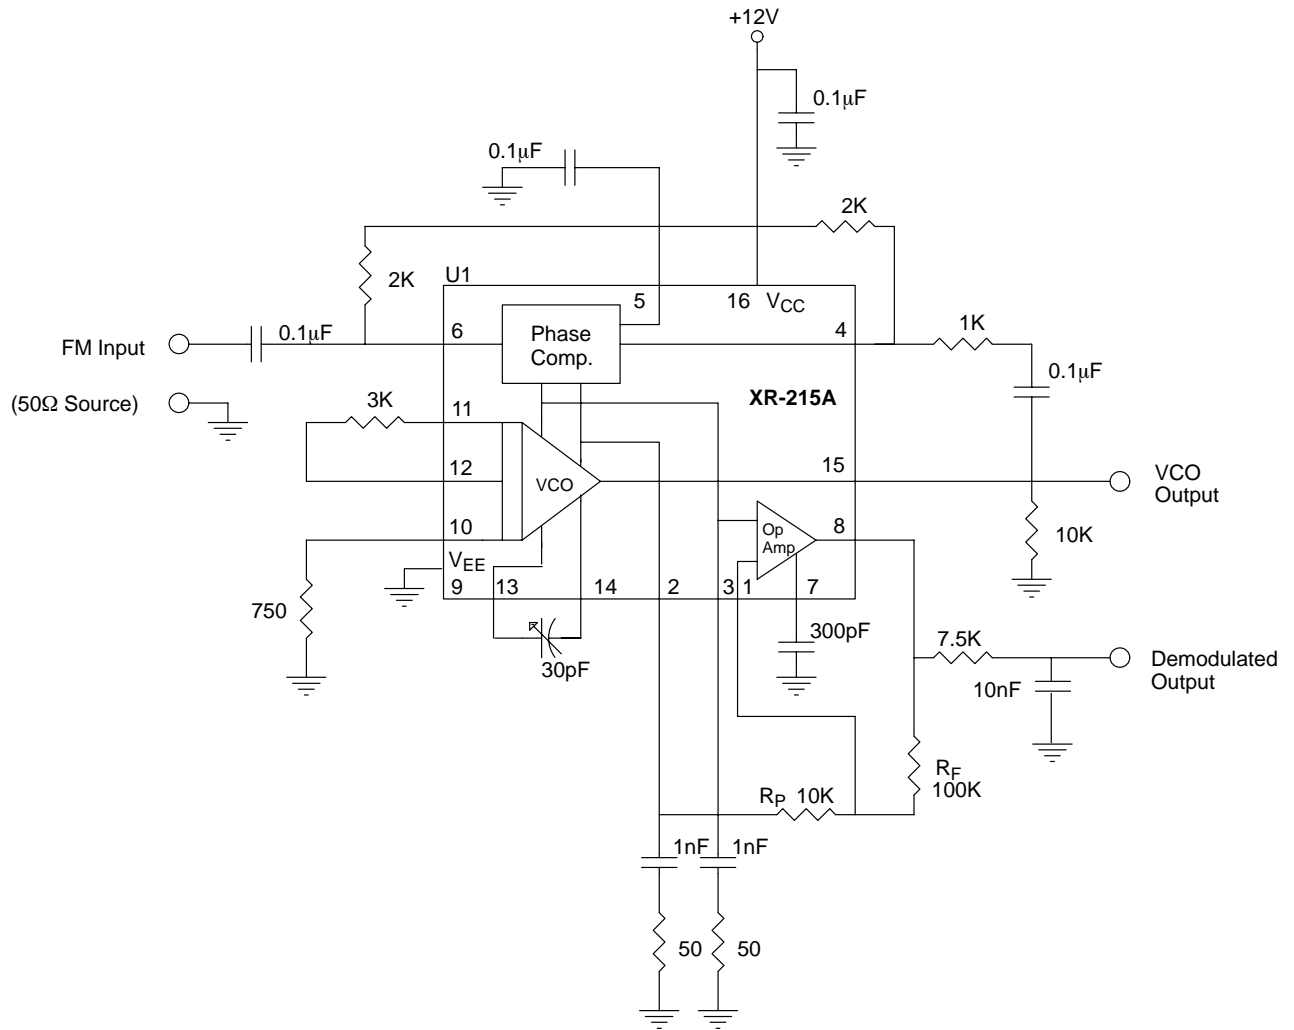 +12V
0.1μF
0.1μF
2K
2K
U1
5
16 VCC
6
Phase
Comp.
4
1K
FM Input
0.1μF
0.1μF
(50Ω Source)
XR-215A
3K
11
12
VCO
15
VCO
Output
10
Op
Amp
8
10K
VEE
9
13
14
2
3
1
7
750
30pF
300pF
7.5K
10nF
Demodulated
Output
RF
100K
RP 10K
1nF
1nF
50
50